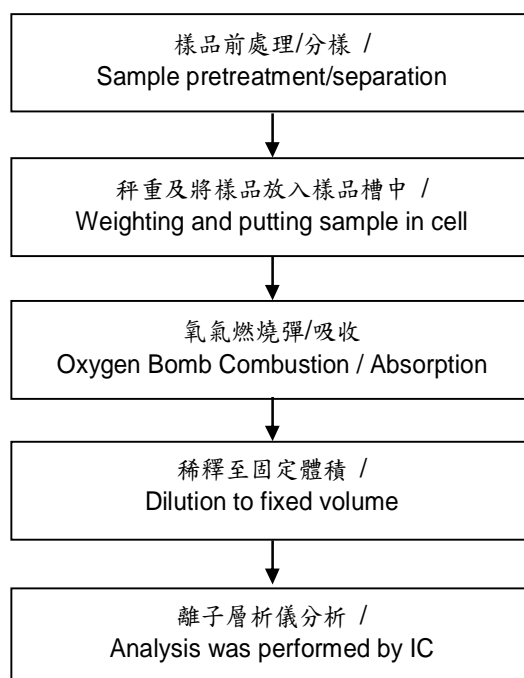 樣品前處理/分樣 /
Sample pretreatment/separation
秤重及將樣品放入樣品槽中 /
Weighting and putting sample in cell
氧氣燃燒彈/吸收
Oxygen Bomb Combustion / Absorption
稀釋至固定體積 /
Dilution to fixed volume
離子層析儀分析 /
Analysis was performed by IC